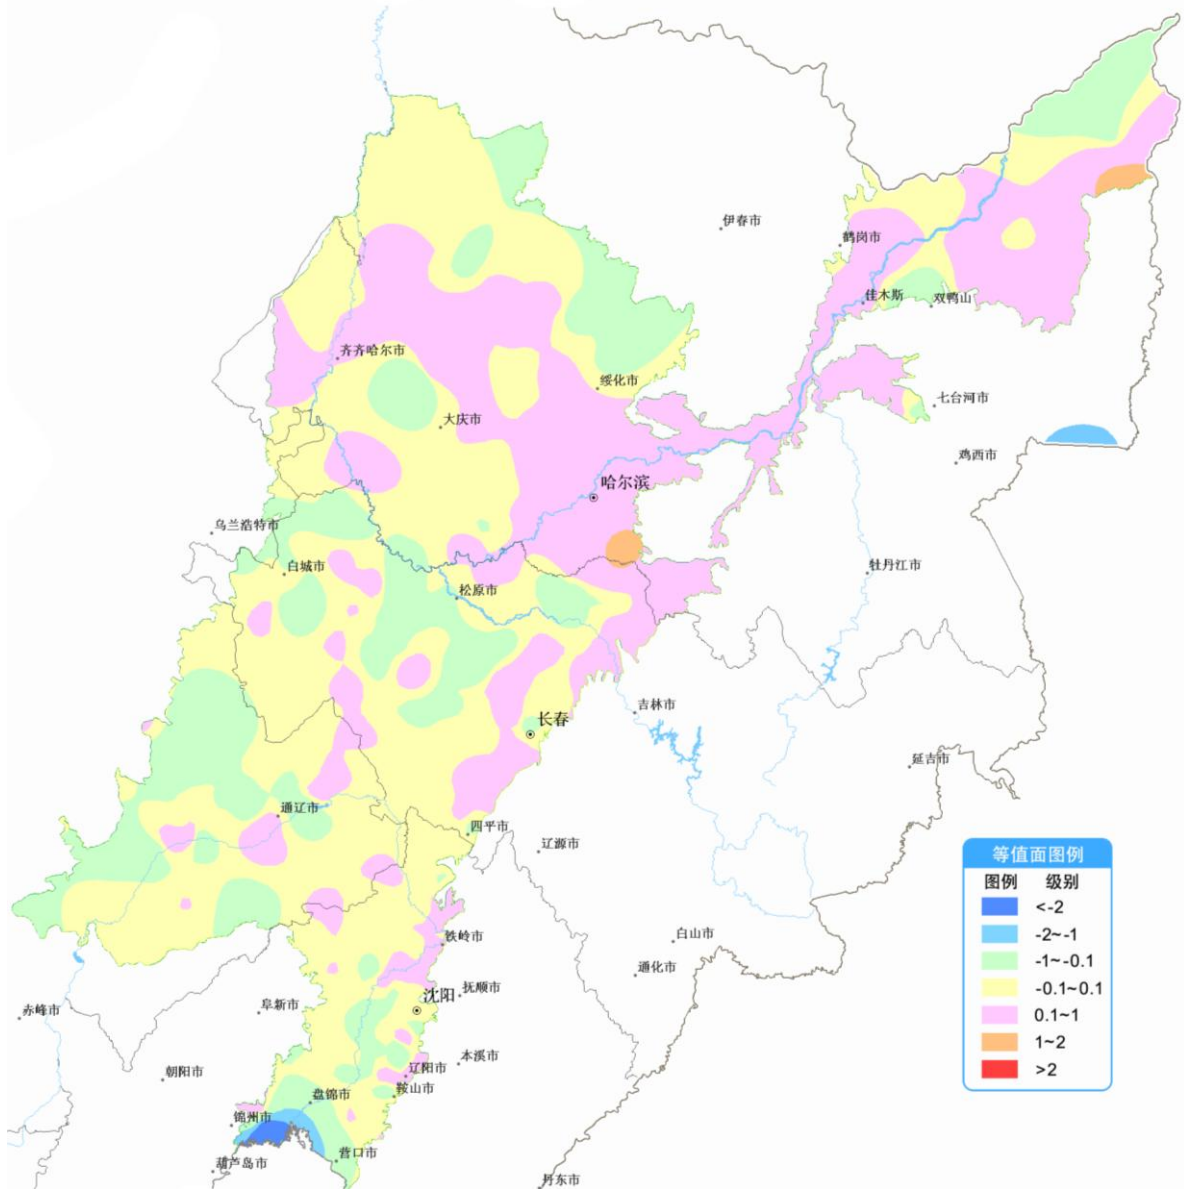 伊春市
鹤岗市
佳木斯
双鸭山
齐齐哈尔市
绥化市
七台河市
大庆市
鸡西市
哈尔滨
乌兰浩特市
白城市
牡丹江市
松原市
吉林市
长春
延吉市
通辽市
四平市
辽源市
白山市
铁岭市
通化市
抚顺市
沈阳
阜新市
赤峰市
本溪市
辽阳市
朝阳市
鞍山市
盘锦市
锦州市
营口市
葫芦岛市
丹东市
等值面图例
图例 级别
<-2
-2~-1
-1~-0.1
-0.1~0.1
0.1~1
1~2
>2